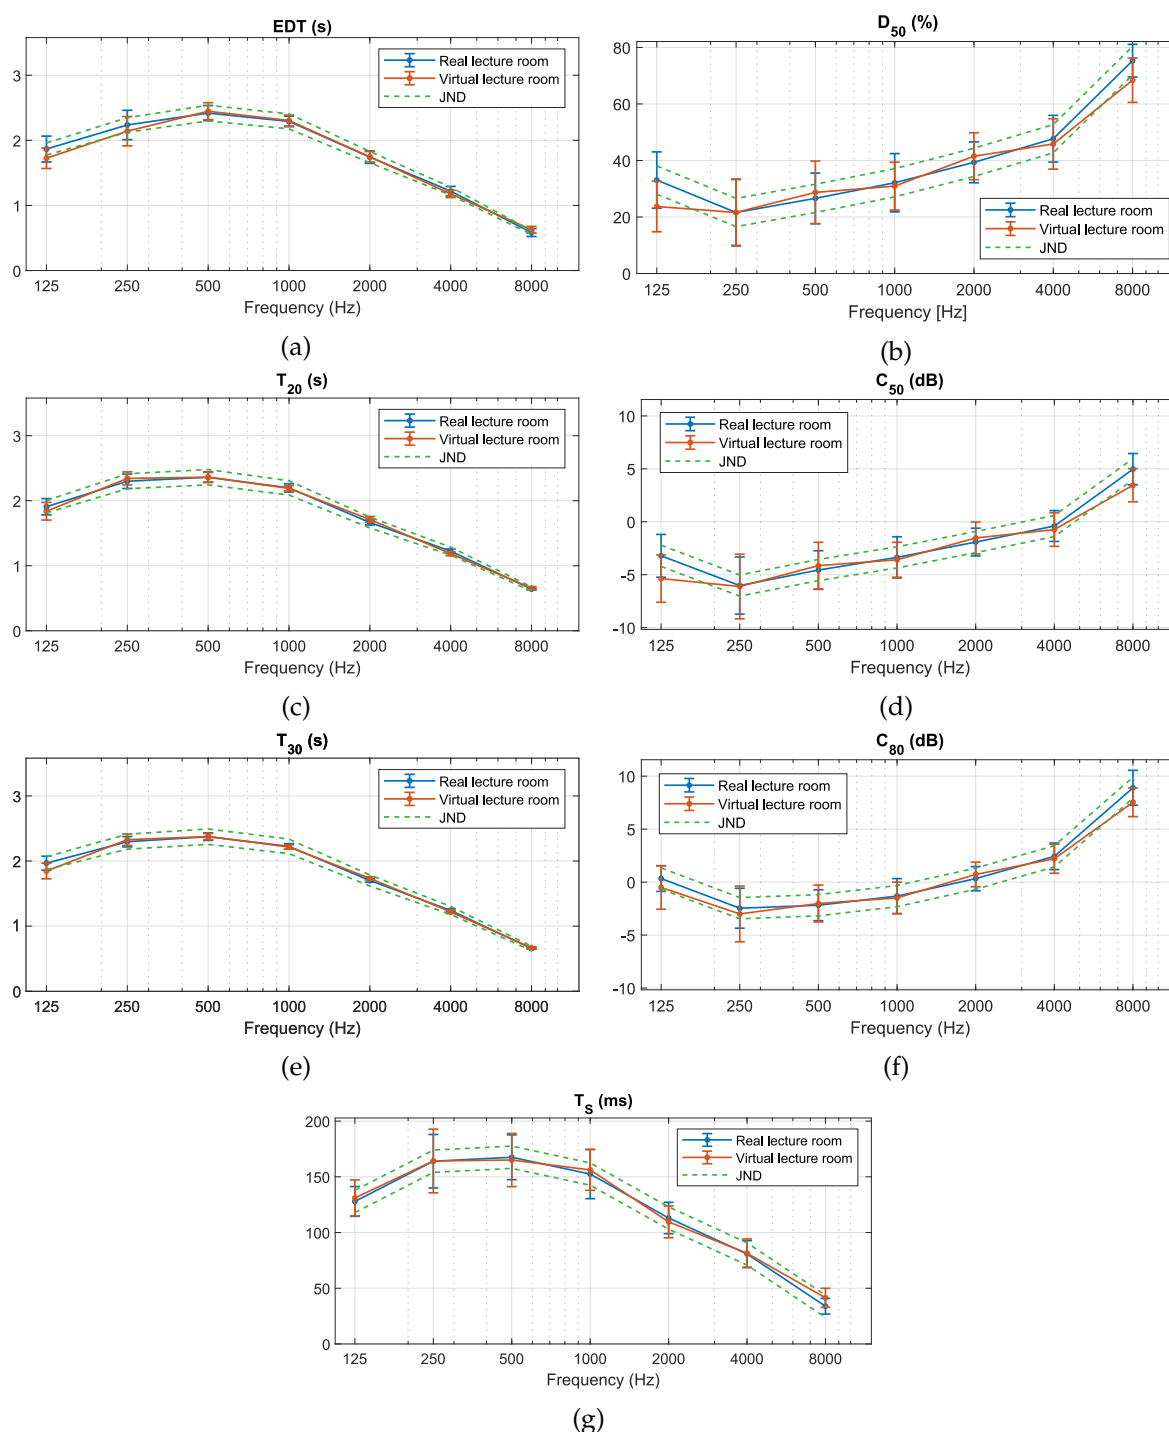 EDT (s)
3
2
1
0
Real lecture room
Virtual lecture room
JND
125 250 500 1000 2000 4000 8000
Frequency (Hz)
(a)
D50 (%)
80
60
40
20
0
Real lecture room
Virtual lecture room
JND
125 250 500 1000 2000 4000 8000
Frequency [Hz]
(b)
T20 (s)
3
2
1
0
Real lecture room
Virtual lecture room
JND
125 250 500 1000 2000 4000 8000
Frequency (Hz)
(c)
C50 (dB)
10
5
0
-5
-10
Real lecture room
Virtual lecture room
JND
125 250 500 1000 2000 4000 8000
Frequency (Hz)
(d)
T30 (s)
3
2
1
0
Real lecture room
Virtual lecture room
JND
125 250 500 1000 2000 4000 8000
Frequency (Hz)
(e)
C80 (dB)
10
5
0
-5
-10
Real lecture room
Virtual lecture room
JND
125 250 500 1000 2000 4000 8000
Frequency (Hz)
(f)
TS (ms)
200
150
100
50
0
Real lecture room
Virtual lecture room
JND
125 250 500 1000 2000 4000 8000
Frequency (Hz)
(g)